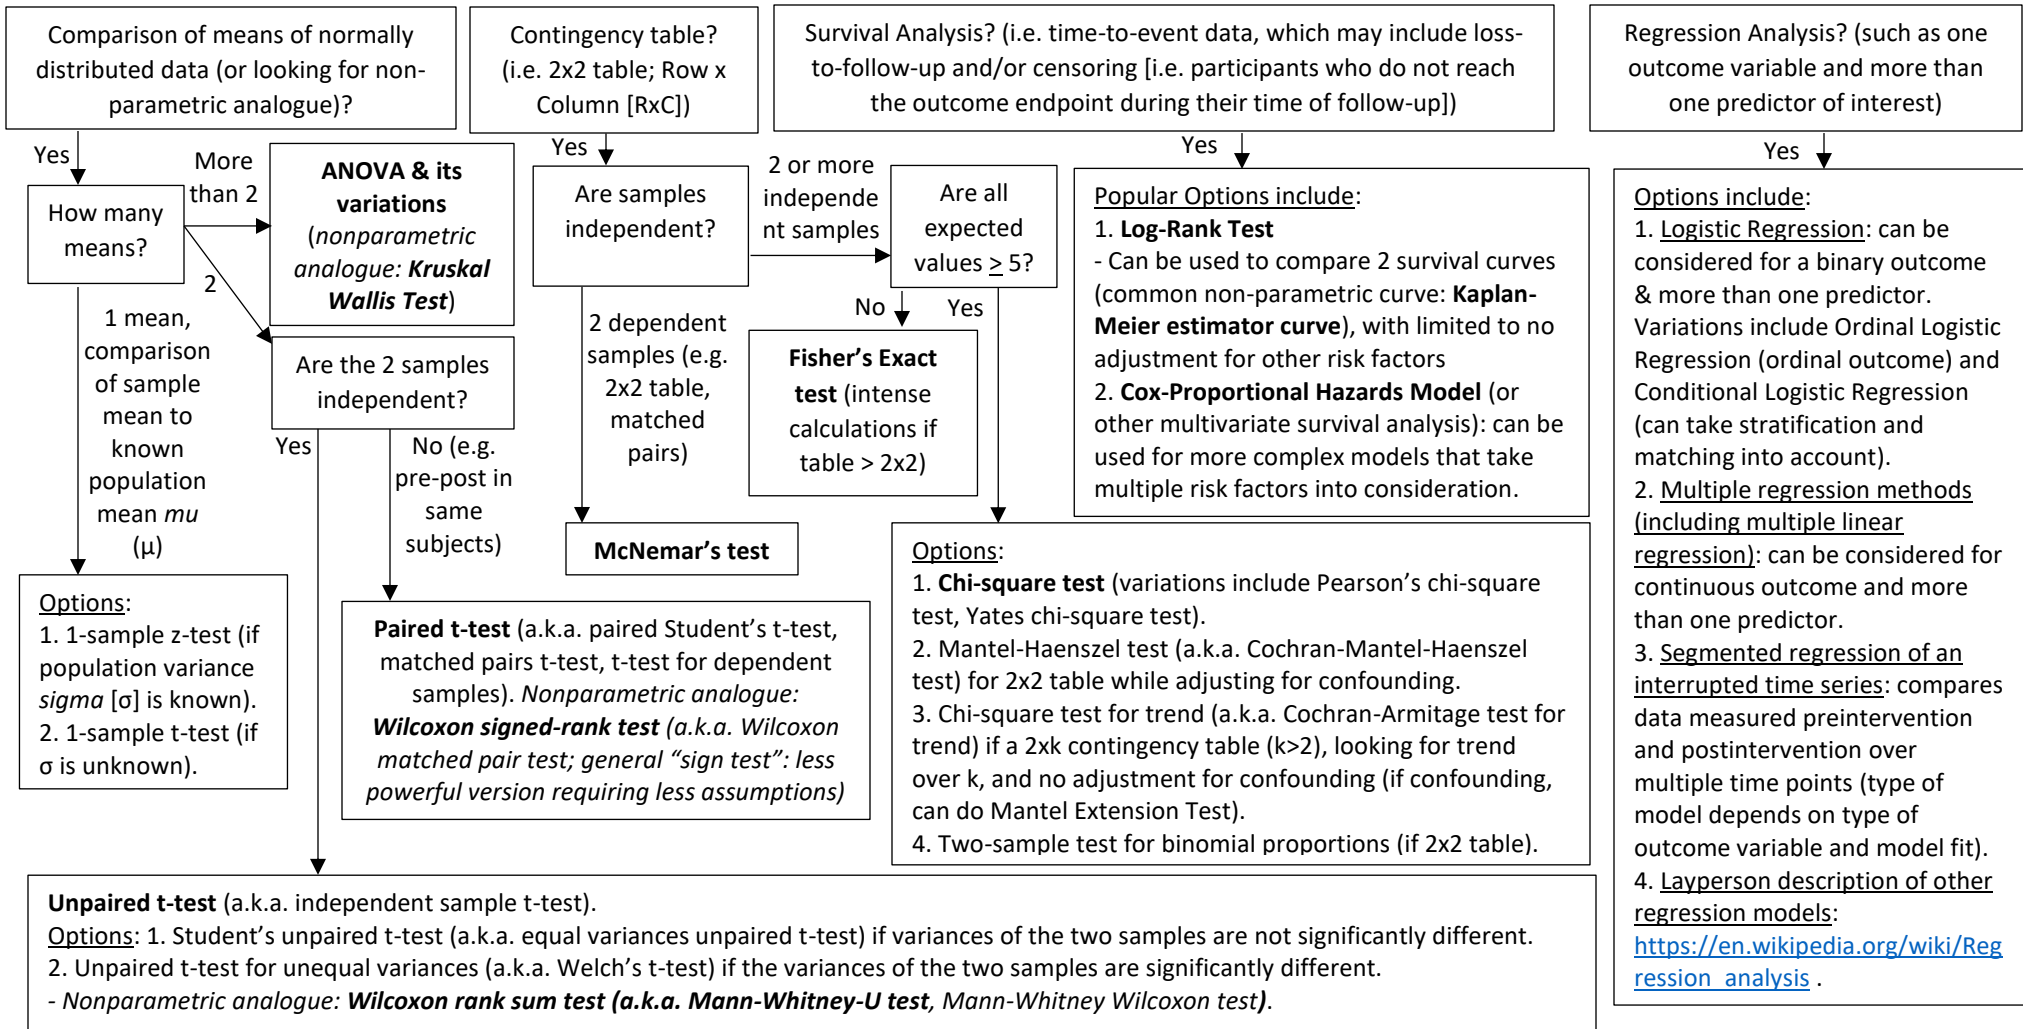 Comparison of means of normally
distributed data (or looking for non-
parametric analogue)?
Contingency table?
(i.e. 2x2 table; Row x
Column [RxC])
Survival Analysis? (i.e. time-to-event data, which may include loss-
to-follow-up and/or censoring [i.e. participants who do not reach
the outcome endpoint during their time of follow-up])
Regression Analysis? (such as one
outcome variable and more than
one predictor of interest)
Yes
How many
means?
More
than 2
ANOVA & its
variations
(nonparametric
analogue: Kruskal
Wallis Test)
2
1 mean,
comparison
of sample
mean to
known
population
mean mu
(μ)
Are the 2 samples
independent?
Yes
No (e.g.
pre-post in
same
subjects)
Options:
1. 1-sample z-test (if
population variance
sigma [σ] is known).
2. 1-sample t-test (if
σ is unknown).
Paired t-test (a.k.a. paired Student’s t-test,
matched pairs t-test, t-test for dependent
samples). Nonparametric analogue:
Wilcoxon signed-rank test (a.k.a. Wilcoxon
matched pair test; general “sign test”: less
powerful version requiring less assumptions)
Unpaired t-test (a.k.a. independent sample t-test).
Options: 1. Student’s unpaired t-test (a.k.a. equal variances unpaired t-test) if variances of the two samples are not significantly different.
2. Unpaired t-test for unequal variances (a.k.a. Welch’s t-test) if the variances of the two samples are significantly different.
- Nonparametric analogue: Wilcoxon rank sum test (a.k.a. Mann-Whitney-U test, Mann-Whitney Wilcoxon test).
Yes
Are samples
independent?
2 or more
independe
nt samples
Are all
expected
values ≥ 5?
2 dependent
samples (e.g.
2x2 table,
matched
pairs)
No
Yes
Fisher’s Exact
test (intense
calculations if
table > 2x2)
McNemar’s test
Options:
1. Chi-square test (variations include Pearson’s chi-square
test, Yates chi-square test).
2. Mantel-Haenszel test (a.k.a. Cochran-Mantel-Haenszel
test) for 2x2 table while adjusting for confounding.
3. Chi-square test for trend (a.k.a. Cochran-Armitage test for
trend) if a 2xk contingency table (k>2), looking for trend
over k, and no adjustment for confounding (if confounding,
can do Mantel Extension Test).
4. Two-sample test for binomial proportions (if 2x2 table).
Yes
Popular Options include:
1. Log-Rank Test
- Can be used to compare 2 survival curves
(common non-parametric curve: Kaplan-
Meier estimator curve), with limited to no
adjustment for other risk factors
2. Cox-Proportional Hazards Model (or
other multivariate survival analysis): can be
used for more complex models that take
multiple risk factors into consideration.
Yes
Options include:
1. Logistic Regression: can be
considered for a binary outcome
& more than one predictor.
Variations include Ordinal Logistic
Regression (ordinal outcome) and
Conditional Logistic Regression
(can take stratification and
matching into account).
2. Multiple regression methods
(including multiple linear
regression): can be considered for
continuous outcome and more
than one predictor.
3. Segmented regression of an
interrupted time series: compares
data measured preintervention
and postintervention over
multiple time points (type of
model depends on type of
outcome variable and model fit).
4. Layperson description of other
regression models:
https://en.wikipedia.org/wiki/Reg
ression_analysis .